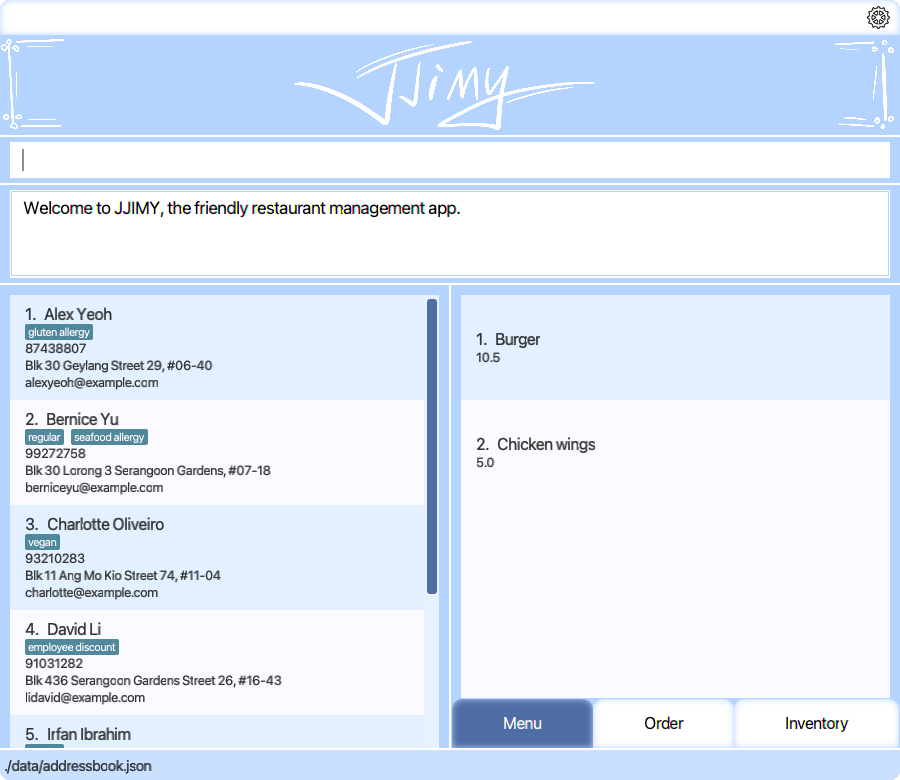 JJIMY
Welcome to JJIMY, the friendly restaurant management app.
1. Alex Yeoh
gluten allergy
87438807
Blk 30 Geylang Street 29, #06-40
alexyeoh@example.com
2. Bernice Yu
regular seafood allergy
99272758
Blk 30 Lorong 3 Serangoon Gardens, #07-18
berniceyu@example.com
3. Charlotte Oliveiro
vegan
93210283
Blk 11 Ang Mo Kio Street 74, #11-04
charlotte@example.com
4. David Li
employee discount
91031282
Blk 436 Serangoon Gardens Street 26, #16-43
lidavid@example.com
5. Irfan Ibrahim
1. Burger
10.5
2. Chicken wings
5.0
Menu Order Inventory
./data/addressbook.json